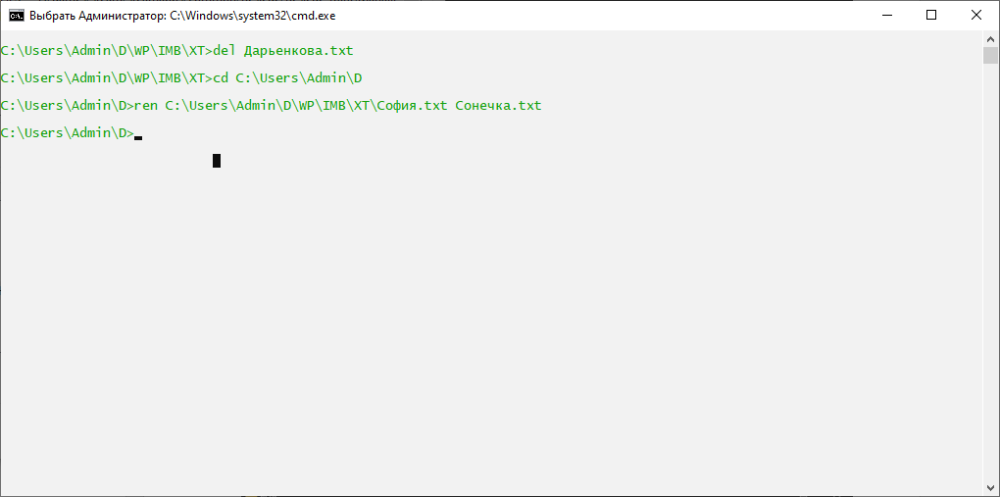 Выбрать Администратор: C:\Windows\system32\cmd.exe
C:\Users\Admin\D\WP\IMB\XT>del Дарьенкова.txt
C:\Users\Admin\D\WP\IMB\XT>cd C:\Users\Admin\D
C:\Users\Admin\D>ren C:\Users\Admin\D\WP\IMB\XT\София.txt Сонечка.txt
C:\Users\Admin\D>